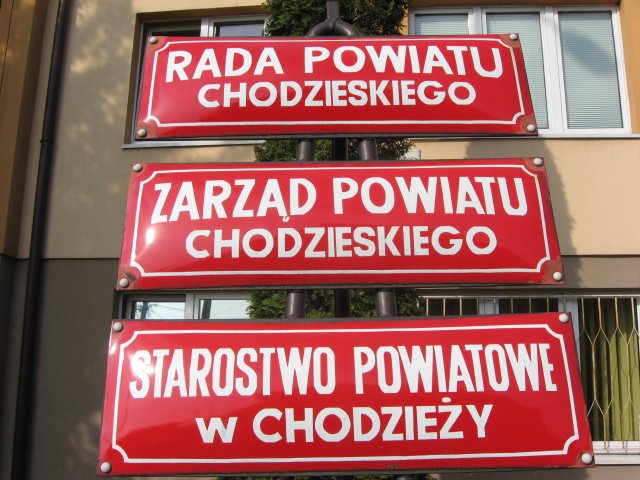 RADA POWIATU
CHODZIESKIEGO
ZARZĄD POWIATU
CHODZIESKIEGO
STAROSTWO POWIATOWE
w CHODZIEŻY